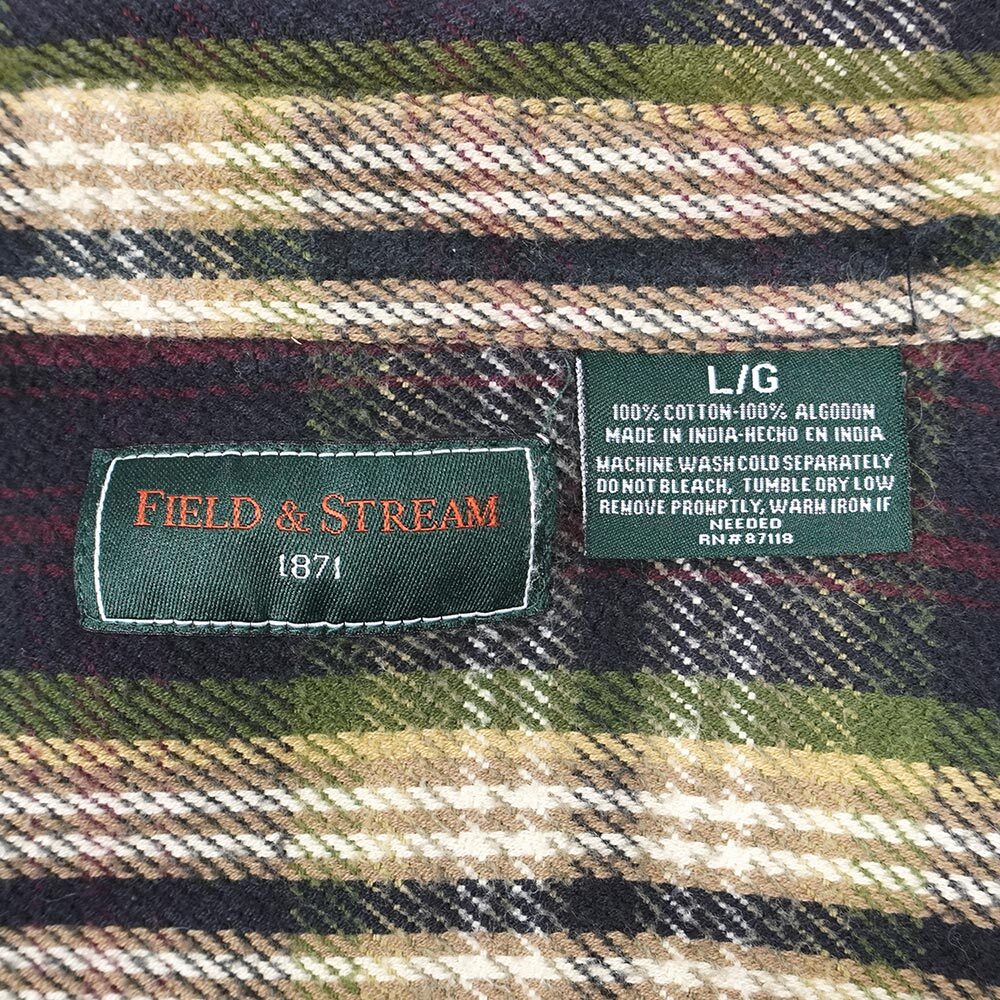 FIELD & STREAM
1871
L/G
100% COTTON-100% ALGODON
MADE IN INDIA-HECHO EN INDIA
MACHINE WASH COLD SEPARATELY
DO NOT BLEACH, TUMBLE DRY LOW
REMOVE PROMPTLY, WARM IRON IF
NEEDED
RN#87118